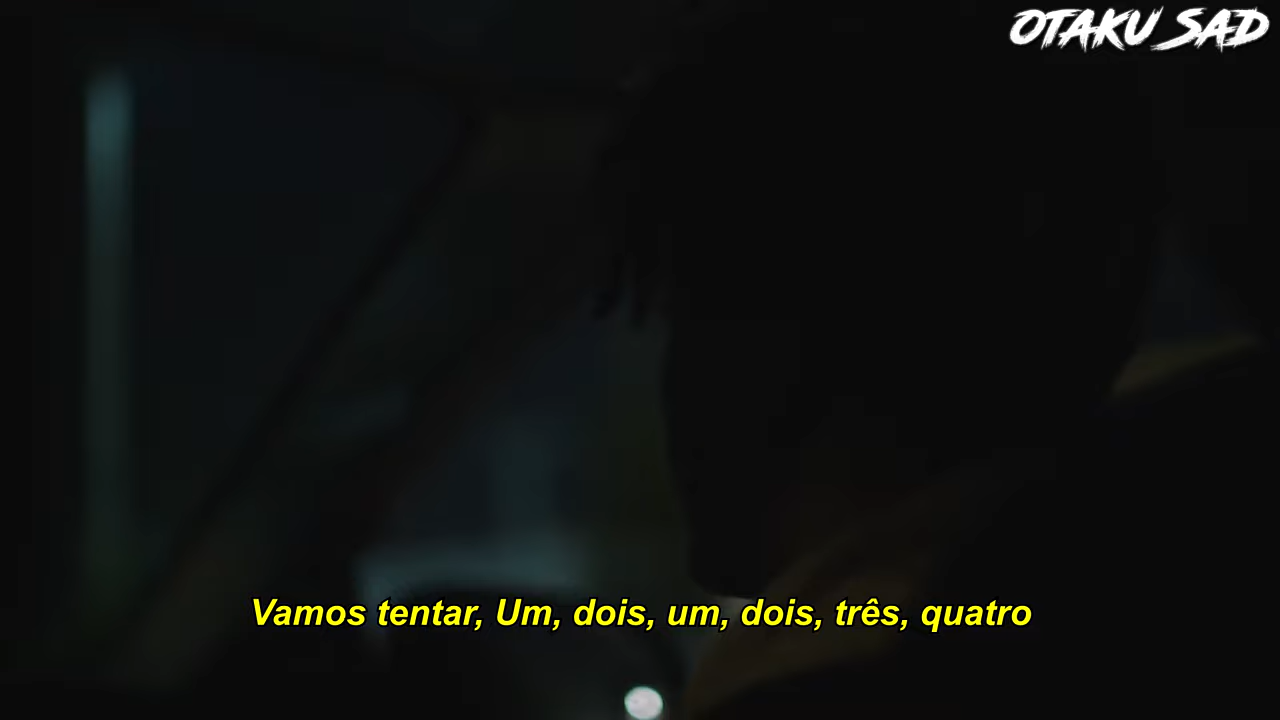 OTAKU SAD
Vamos tentar, Um, dois, um, dois, três, quatro